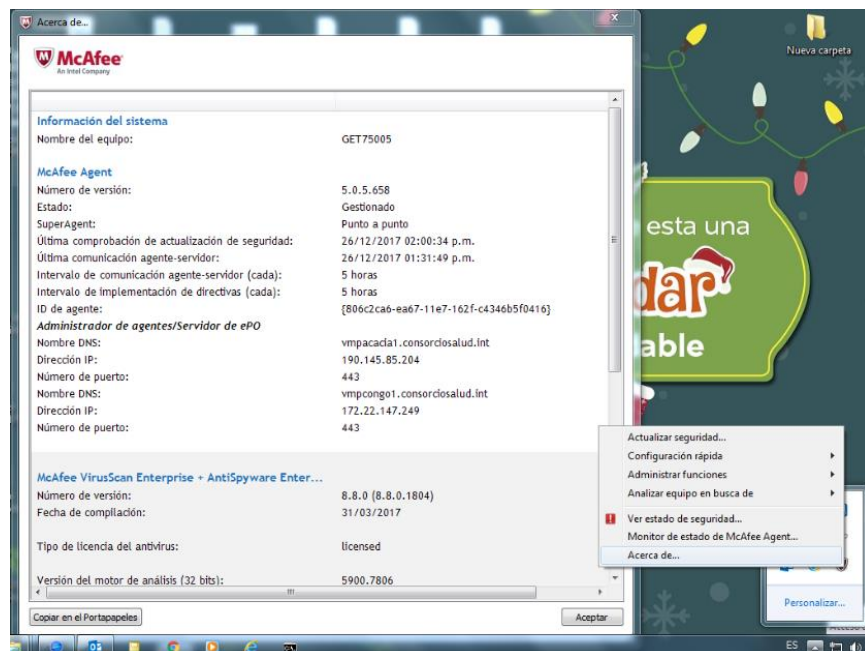 Acerca de...
McAfee
An Intel Company
Información del sistema
Nombre del equipo: GET75005
McAfee Agent
Número de versión: 5.0.5.658
Estado: Gestionado
SuperAgent: Punto a punto
Última comprobación de actualización de seguridad: 26/12/2017 02:00:34 p.m.
Última comunicación agente-servidor: 26/12/2017 01:31:49 p.m.
Intervalo de comunicación agente-servidor (cada): 5 horas
Intervalo de implementación de directivas (cada): 5 horas
ID de agente: {806c2ca6-ea67-11e7-162f-c4346b5f0416}
Administrador de agentes/Servidor de ePO
Nombre DNS: vmpacacia1.consorciosalud.int
Dirección IP: 190.145.85.204
Número de puerto: 443
Nombre DNS: vmpcongo1.consorciosalud.int
Dirección IP: 172.22.147.249
Número de puerto: 443
McAfee VirusScan Enterprise + AntiSpyware Enter...
Número de versión: 8.8.0 (8.8.0.1804)
Fecha de compilación: 31/03/2017
Tipo de licencia del antivirus: licensed
Versión del motor de análisis (32 bits): 5900.7806
Copiar en el Portapapeles
Aceptar
Nueva carpeta
esta una
dar
able
Actualizar seguridad...
Configuración rápida
Administrar funciones
Analizar equipo en busca de
Ver estado de seguridad...
Monitor de estado de McAfee Agent...
Acerca de...
Personalizar...
ES